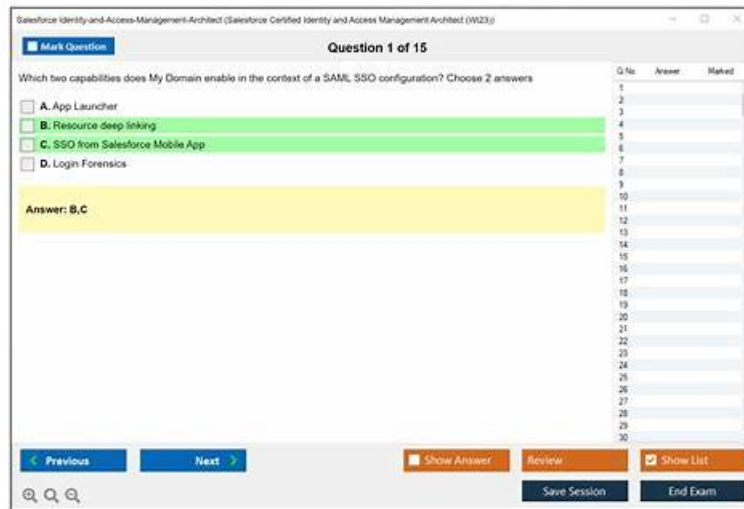 Salesforce Identity-and-Access-Management-Architect (Salesforce Certified Identity and Access Management Architect (WI23))
Mark Question
Question 1 of 15
Which two capabilities does My Domain enable in the context of a SAML SSO configuration? Choose 2 answers
A. App Launcher
B. Resource deep linking
C. SSO from Salesforce Mobile App
D. Login Forensics
Answer: B,C
Q.No Answer Marked
1
2
3
4
5
6
7
8
9
10
11
12
13
14
15
16
17
18
19
20
21
22
23
24
25
26
27
28
29
30
Previous
Next
Show Answer
Review
Show List
Save Session
End Exam